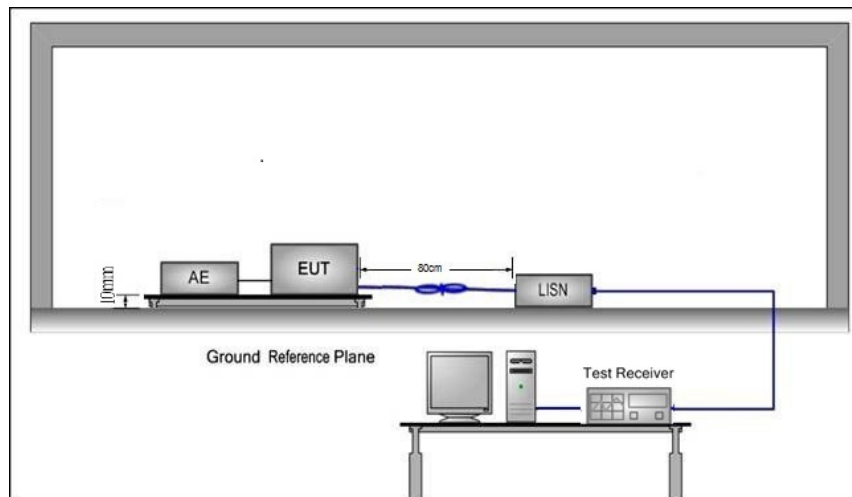 AE
EUT
80cm
LISN
10mm
Ground Reference Plane
Test Receiver